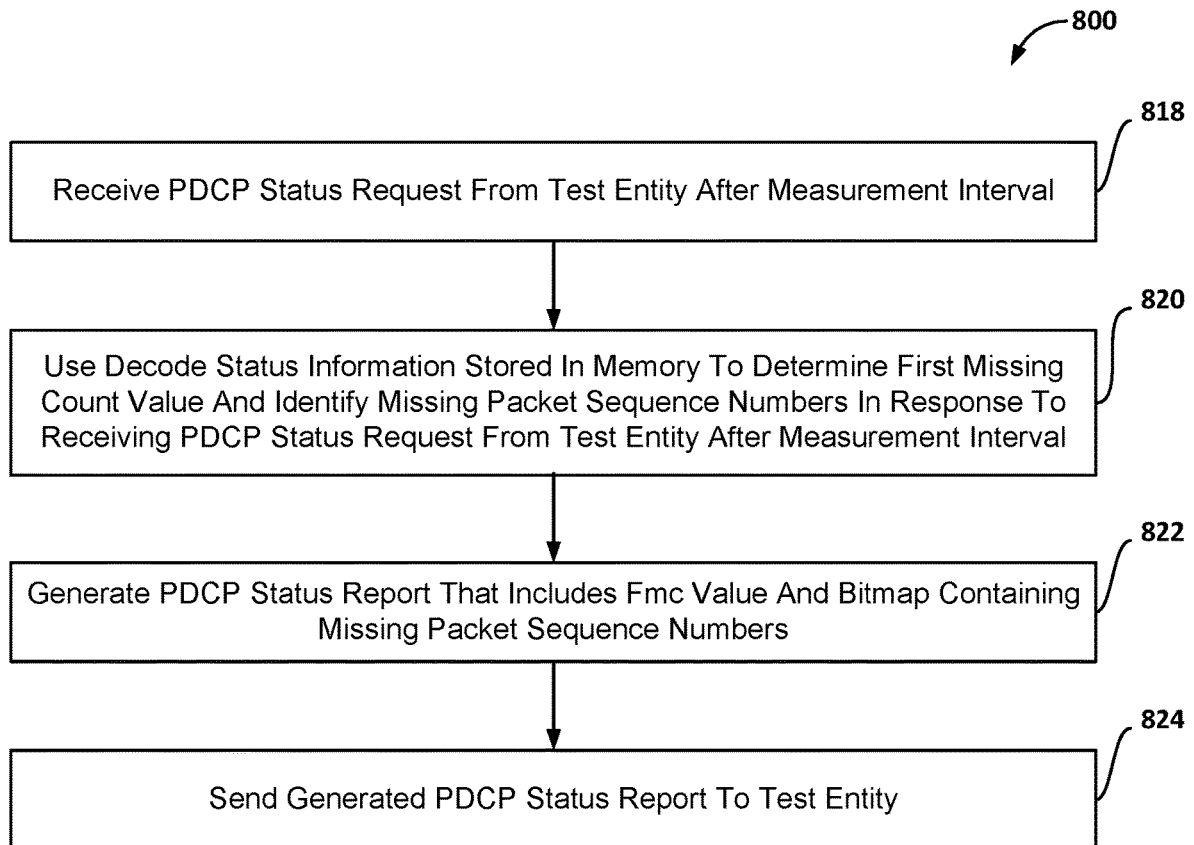 800
818
Receive PDCP Status Request From Test Entity After Measurement Interval
820
Use Decode Status Information Stored In Memory To Determine First Missing
Count Value And Identify Missing Packet Sequence Numbers In Response To
Receiving PDCP Status Request From Test Entity After Measurement Interval
822
Generate PDCP Status Report That Includes Fmc Value And Bitmap Containing
Missing Packet Sequence Numbers
824
Send Generated PDCP Status Report To Test Entity